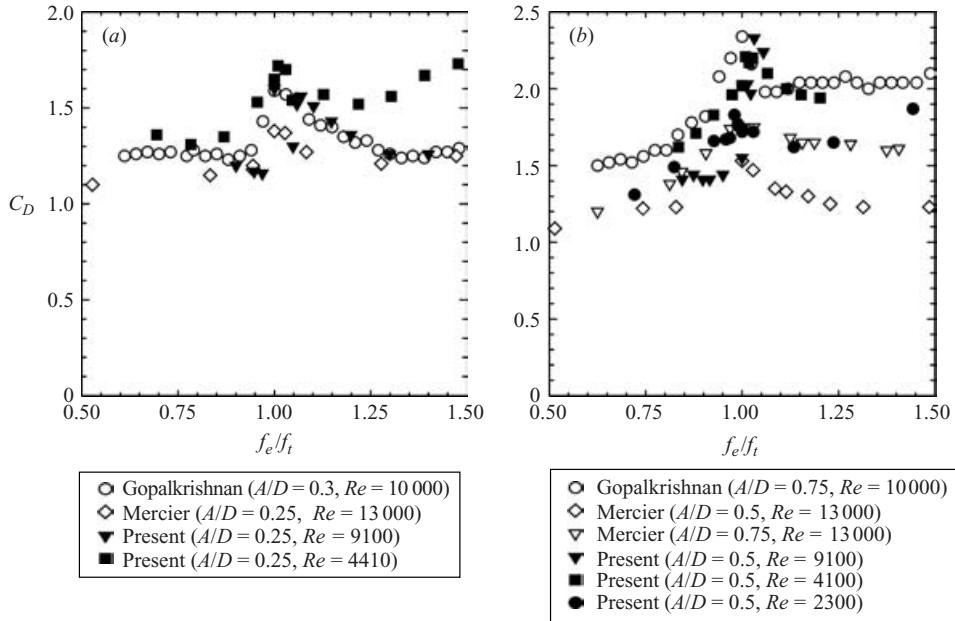 2.0
(a)
1.5
1.0
C_D
0.5
0
0.50
0.75
1.00
1.25
1.50
f_e/f_t
Gopalkrishnan (A/D = 0.3, Re = 10 000)
Mercier (A/D = 0.25, Re = 13 000)
Present (A/D = 0.25, Re = 9100)
Present (A/D = 0.25, Re = 4410)
2.5
(b)
2.0
1.5
1.0
0.5
0
0.50
0.75
1.00
1.25
1.50
f_e/f_t
Gopalkrishnan (A/D = 0.75, Re = 10 000)
Mercier (A/D = 0.5, Re = 13 000)
Mercier (A/D = 0.75, Re = 13 000)
Present (A/D = 0.5, Re = 9100)
Present (A/D = 0.5, Re = 4100)
Present (A/D = 0.5, Re = 2300)